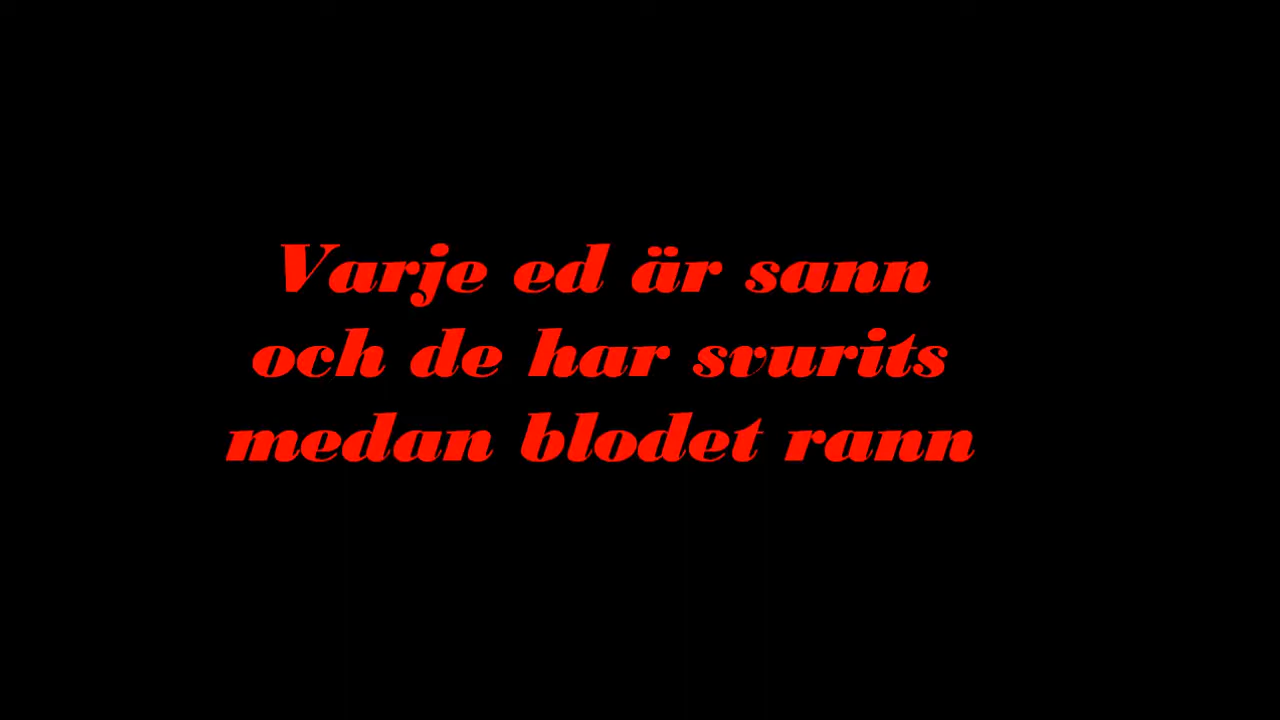 Varje ed är sann
och de har svurits
medan blodet rann